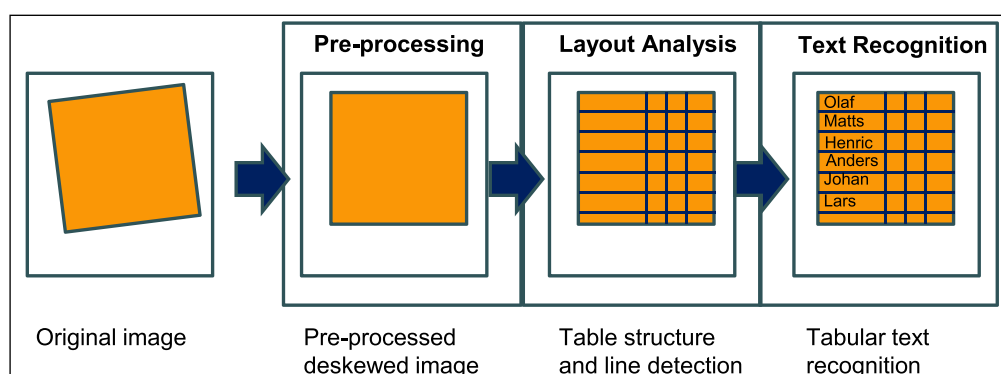 Pre-processing
Layout Analysis
Text Recognition
Olaf
Matts
Henric
Anders
Johan
Lars
Original image
Pre-processed
deskewed image
Table structure
and line detection
Tabular text
recognition